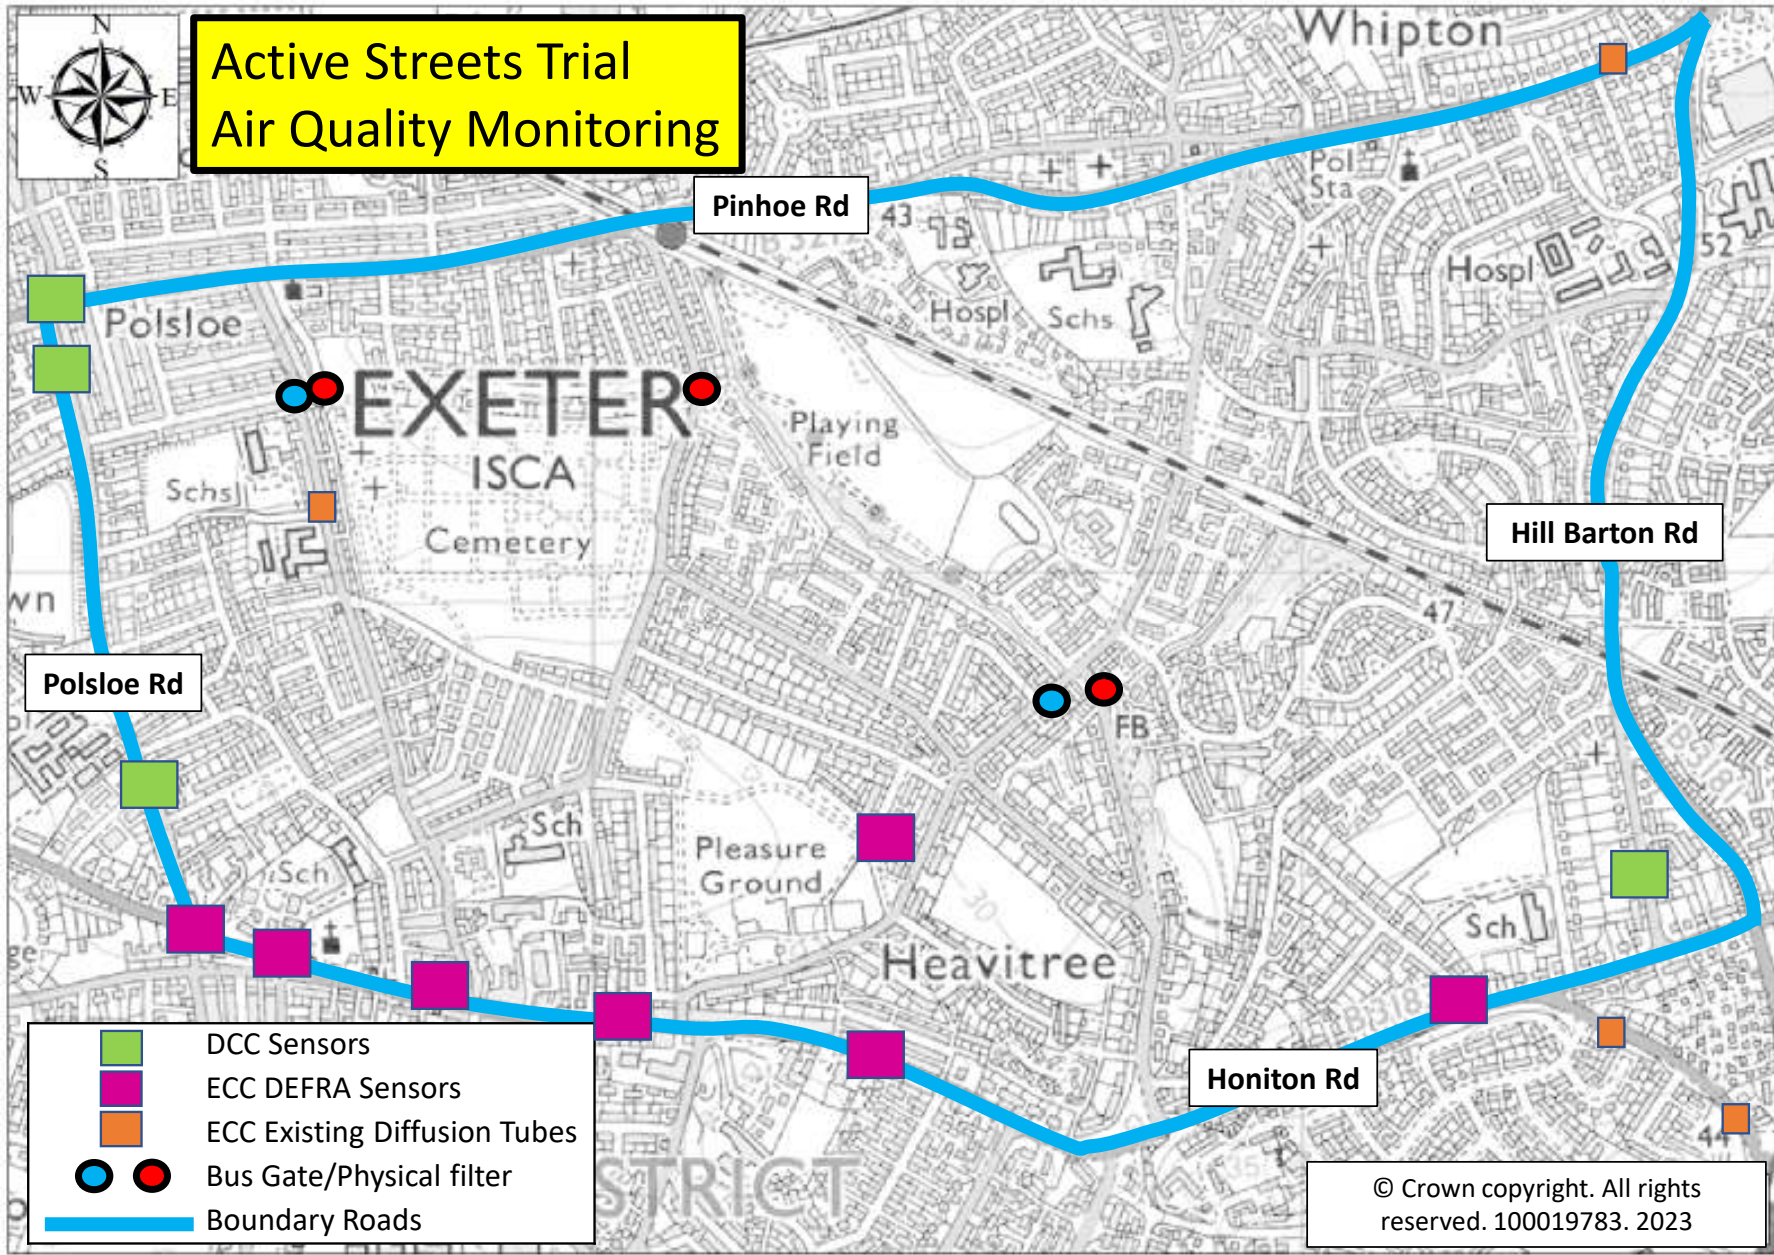 N
W
E
S
Active Streets Trial
Air Quality Monitoring
Whipton
Pol
Sta
Pinhoe Rd
43
52
Hospl
Hospl
Schs
Polsloe
EXETER
ISCA
Playing
Field
Schs
Cemetery
Hill Barton Rd
wn
47
Polsloe Rd
FB
Sch
Pleasure
Ground
Sch
30
Sch
Heavitree
ge
Honiton Rd
DCC Sensors
ECC DEFRA Sensors
ECC Existing Diffusion Tubes
Bus Gate/Physical filter
Boundary Roads
STRICT
44
© Crown copyright. All rights
reserved. 100019783. 2023